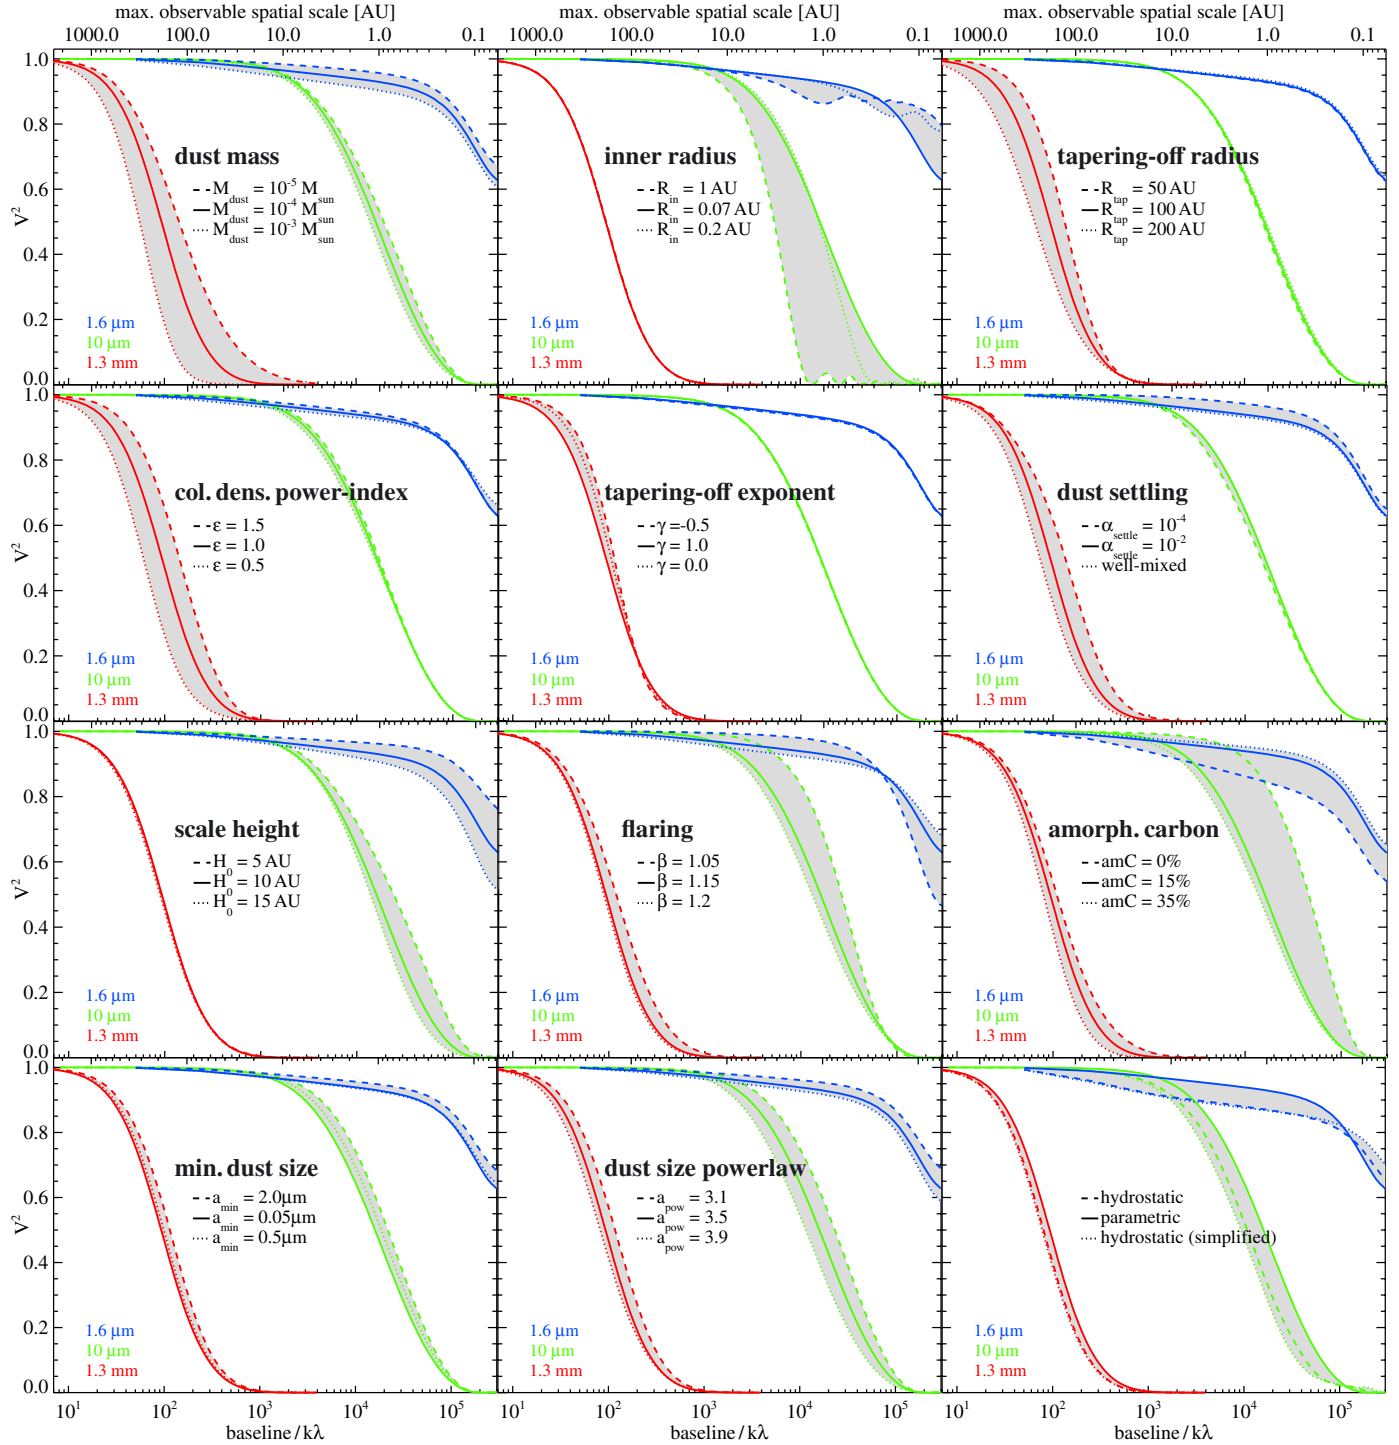 max. observable spatial scale [AU]
max. observable spatial scale [AU]
max. observable spatial scale [AU]
1000.0 100.0 10.0 1.0 0.1
1000.0 100.0 10.0 1.0 0.1
1000.0 100.0 10.0 1.0 0.1
1.0
0.8
0.6
0.4
0.2
0.0
V²
dust mass
M_dust = 10⁻⁵ M_sun
M_dust = 10⁻⁴ M_sun
M_dust = 10⁻³ M_sun
1.6 µm
10 µm
1.3 mm
inner radius
R_in = 1 AU
R_in = 0.07 AU
R_in = 0.2 AU
1.6 µm
10 µm
1.3 mm
tapering-off radius
R_tap = 50 AU
R_tap = 100 AU
R_tap = 200 AU
1.6 µm
10 µm
1.3 mm
1.0
0.8
0.6
0.4
0.2
0.0
V²
col. dens. power-index
ε = 1.5
ε = 1.0
ε = 0.5
1.6 µm
10 µm
1.3 mm
tapering-off exponent
γ =-0.5
γ = 1.0
γ = 0.0
1.6 µm
10 µm
1.3 mm
dust settling
α_settle = 10⁻⁴
α_settle = 10⁻²
well-mixed
1.6 µm
10 µm
1.3 mm
1.0
0.8
0.6
0.4
0.2
0.0
V²
scale height
H₀ = 5 AU
H₀ = 10 AU
H₀ = 15 AU
1.6 µm
10 µm
1.3 mm
flaring
β = 1.05
β = 1.15
β = 1.2
1.6 µm
10 µm
1.3 mm
amorph. carbon
amC = 0%
amC = 15%
amC = 35%
1.6 µm
10 µm
1.3 mm
1.0
0.8
0.6
0.4
0.2
0.0
V²
min. dust size
a_min = 2.0µm
a_min = 0.05µm
a_min = 0.5µm
1.6 µm
10 µm
1.3 mm
dust size powerlaw
a_pow = 3.1
a_pow = 3.5
a_pow = 3.9
1.6 µm
10 µm
1.3 mm
hydrostatic
parametric
hydrostatic (simplified)
1.6 µm
10 µm
1.3 mm
10¹ 10² 10³ 10⁴ 10⁵
10² 10³ 10⁴ 10⁵
10² 10³ 10⁴ 10⁵
baseline / kλ
baseline / kλ
baseline / kλ